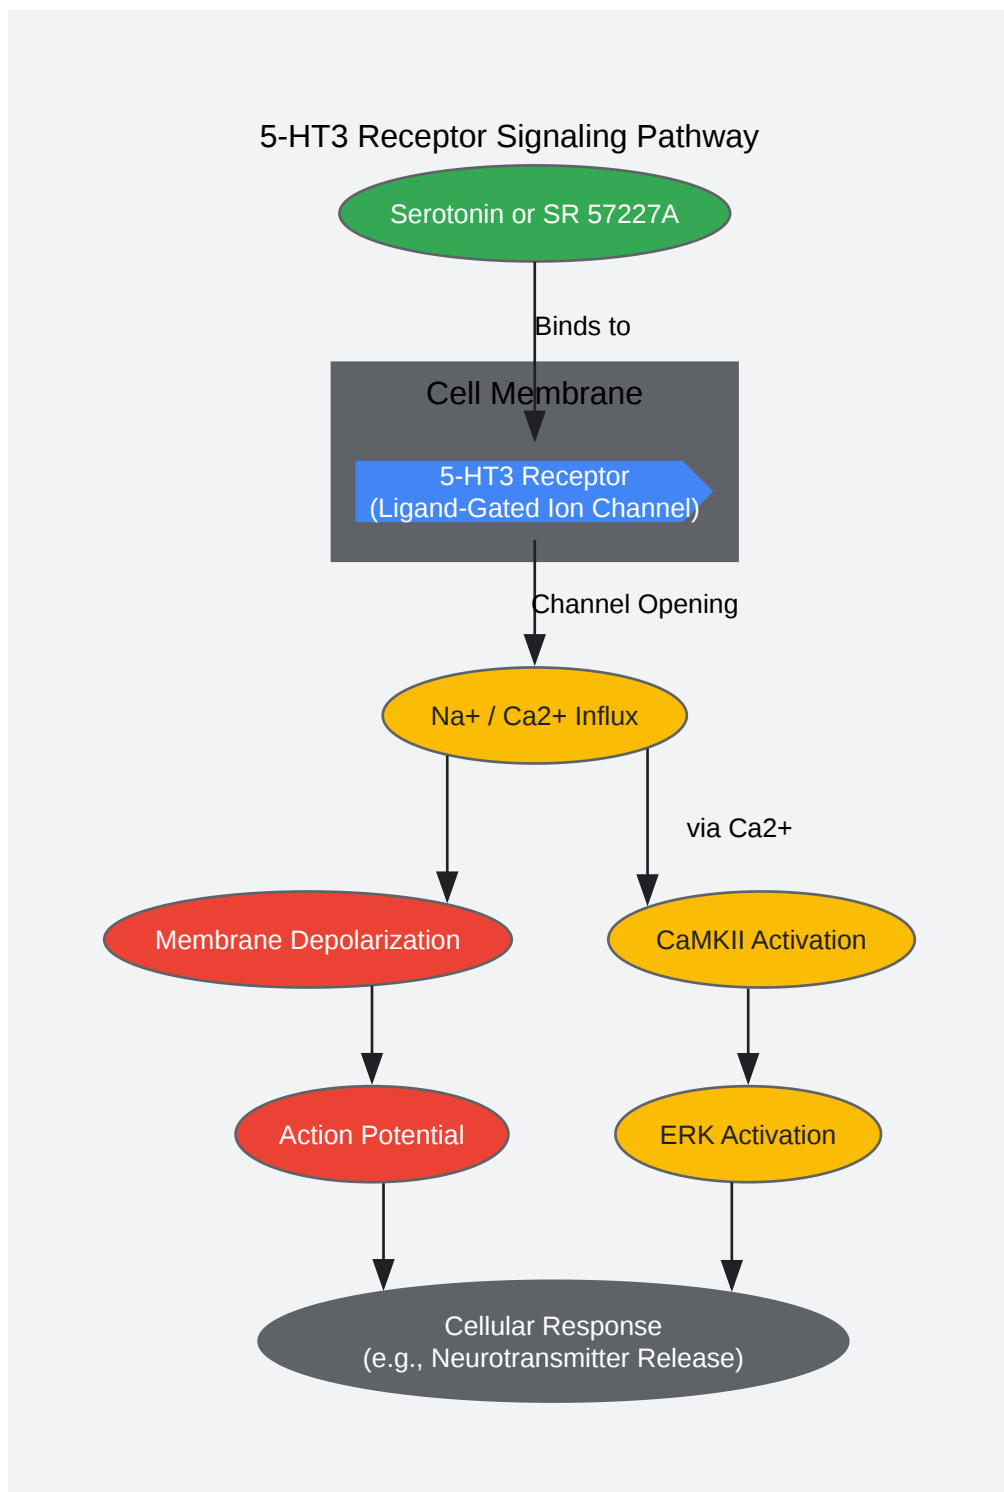 5-HT3 Receptor Signaling Pathway
Serotonin or SR 57227A
Binds to
Cell Membrane
5-HT3 Receptor
(Ligand-Gated Ion Channel)
Channel Opening
Na+ / Ca2+ Influx
via Ca2+
Membrane Depolarization
CaMKII Activation
Action Potential
ERK Activation
Cellular Response
(e.g., Neurotransmitter Release)